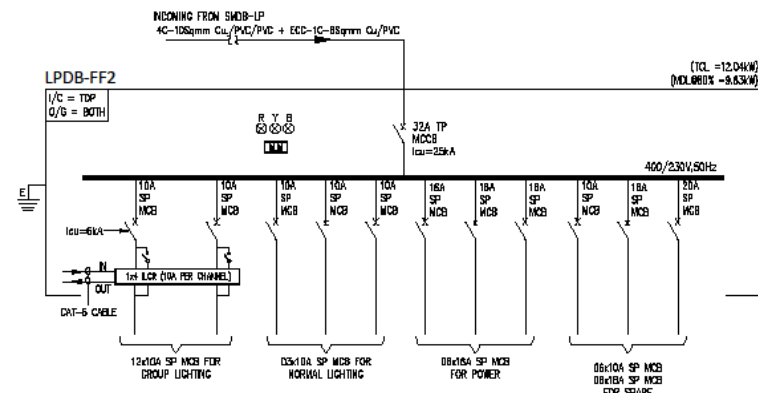 INCOMING FROM SMDB-LP
4C-10Sqmm Cu/PVC/PVC + ECC-1C-6Sqmm Cu/PVC
(TCL =12.04kW)
(MDL@80% =9.63kW)
LPDB-FF2
I/C = TOP
O/G = BOTH
R Y B
32A TP
MCCB
Icu=25kA
400/230V,50Hz
E
10A SP MCB
10A SP MCB
10A SP MCB
10A SP MCB
10A SP MCB
16A SP MCB
16A SP MCB
16A SP MCB
10A SP MCB
16A SP MCB
20A SP MCB
Icu=6kA
IN
OUT
1x4 LCR (10A PER CHANNEL)
CAT-6 CABLE
12x10A SP MCB FOR
GROUP LIGHTING
03x10A SP MCB FOR
NORMAL LIGHTING
08x16A SP MCB
FOR POWER
06x10A SP MCB
08x16A SP MCB
FOR SPARE